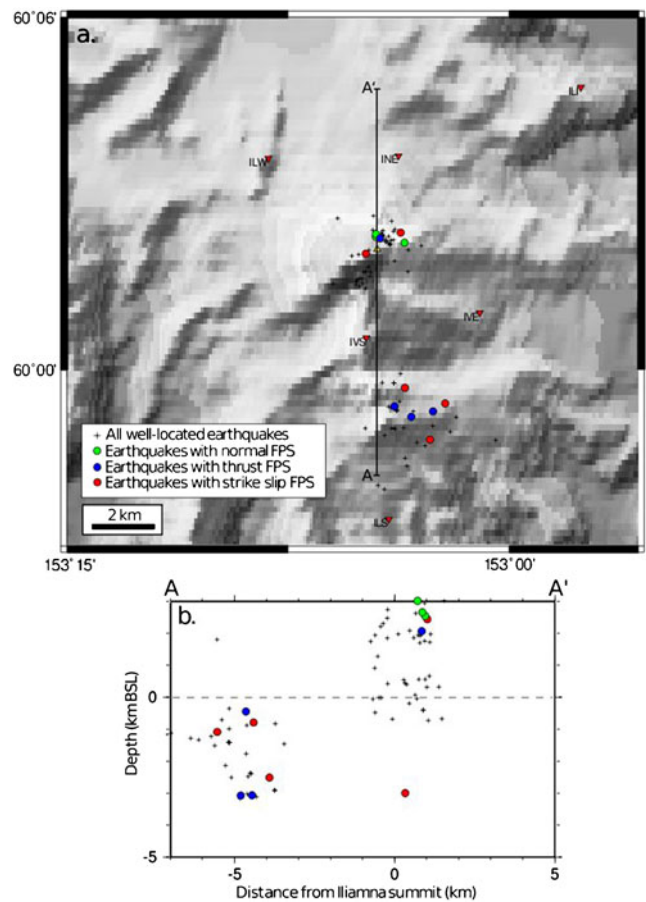 60°06'
a.
A'
ILI
ILW
INE
IVE
IVS
60°00'
All well-located earthquakes
Earthquakes with normal FPS
Earthquakes with thrust FPS
Earthquakes with strike slip FPS
A
2 km
ILS
153°15'
153°00'
A
A'
b.
0
Depth (km BSL)
-5
-5
0
5
Distance from Iliamna summit (km)